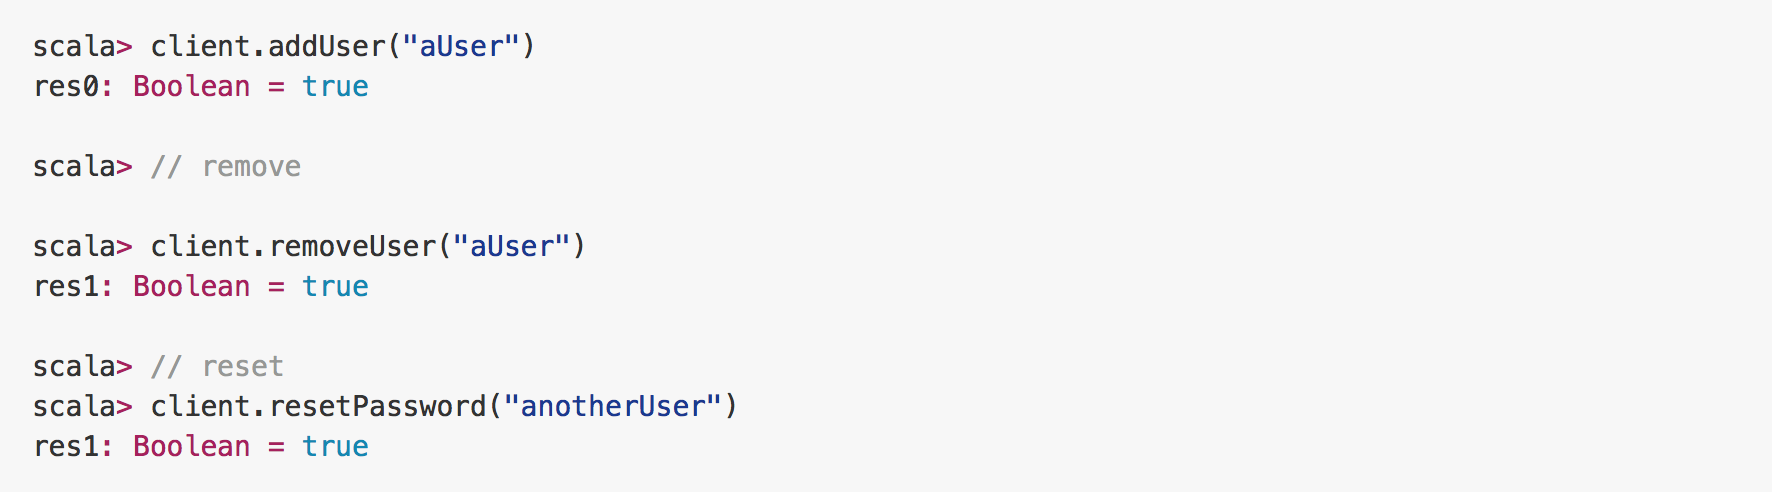 scala> client.addUser("aUser")
res0: Boolean = true
scala> // remove
scala> client.removeUser("aUser")
res1: Boolean = true
scala> // reset
scala> client.resetPassword("anotherUser")
res1: Boolean = true